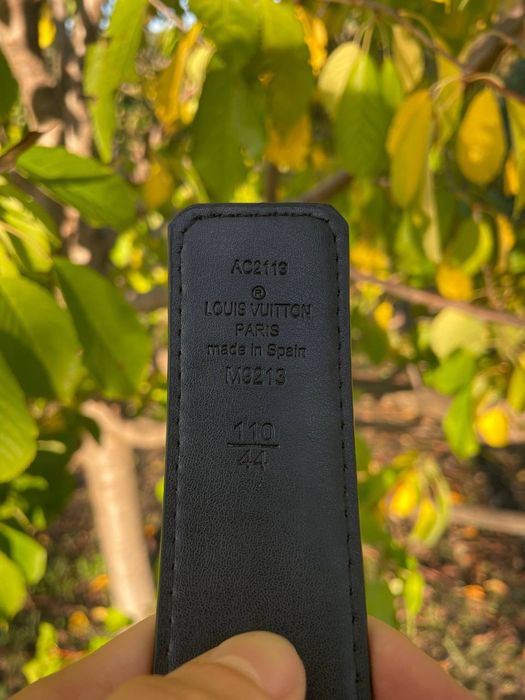 AC2113
®
LOUIS VUITTON
PARIS
made in Spain
M9213
110
44